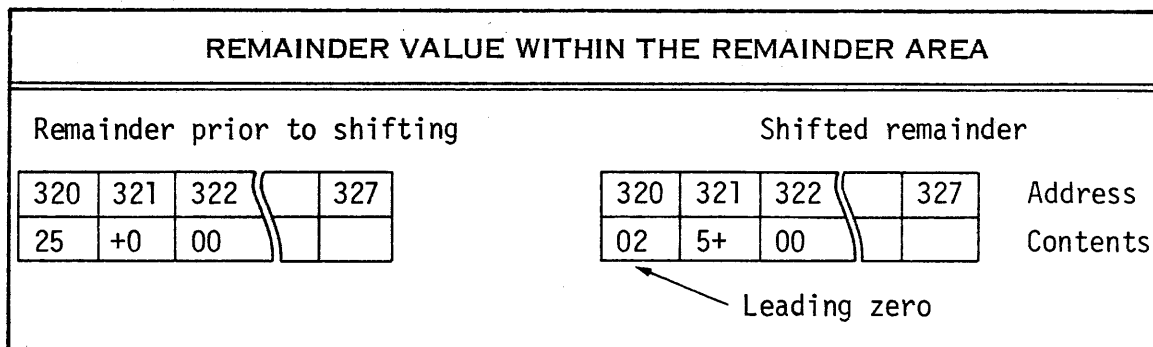 REMAINDER VALUE WITHIN THE REMAINDER AREA
Remainder prior to shifting
320 321 322 327
25 +0 00
Shifted remainder
320 321 322 327 Address
02 5+ 00 Contents
Leading zero